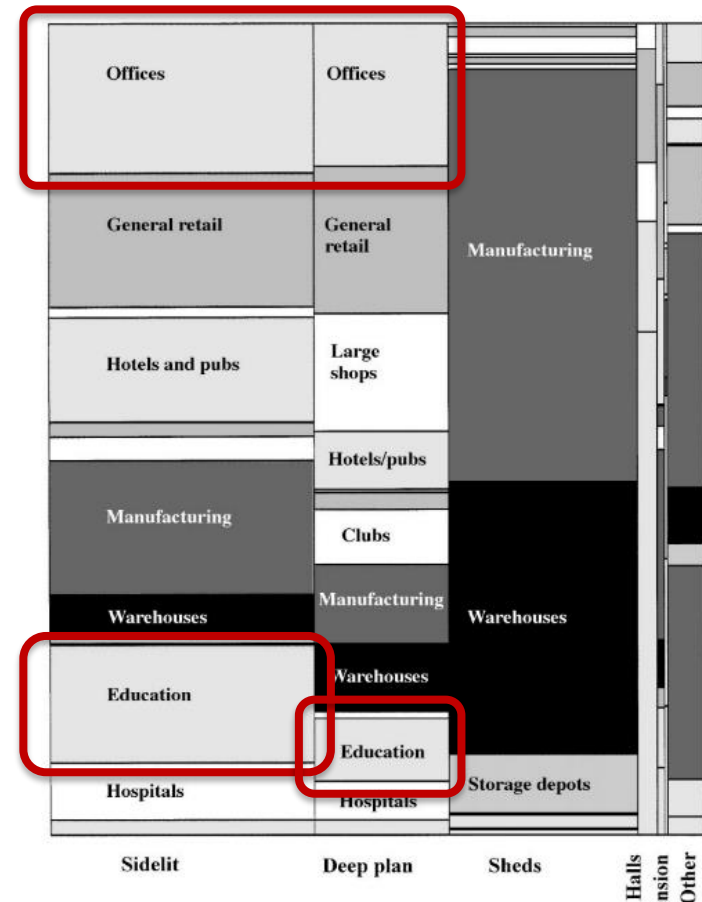 Offices
Offices
General retail
General
retail
Manufacturing
Hotels and pubs
Large
shops
Hotels/pubs
Manufacturing
Clubs
Manufacturing
Warehouses
Warehouses
Warehouses
Education
Education
Hospitals
Hospitals
Storage depots
Sidelit
Deep plan
Sheds
Halls
nsion
Other